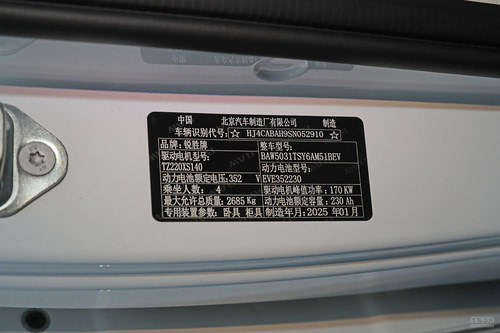 中国 北京汽车制造厂有限公司 制造
车辆识别代号：☆ HJ4CABAH9SN052910 ☆
品牌：锐胜牌 整车型号：
驱动电机型号： BAW5031TSY6AM51BEV
TZ220XS140 动力电池型号：
动力电池额定电压：352 V EVE352230
乘坐人数： 4 驱动电机峰值功率：170 KW
最大允许总质量：2685 Kg 动力电池额定容量：230 Ah
专用装置参数：卧具 柜具 制造年月：2025 年01月